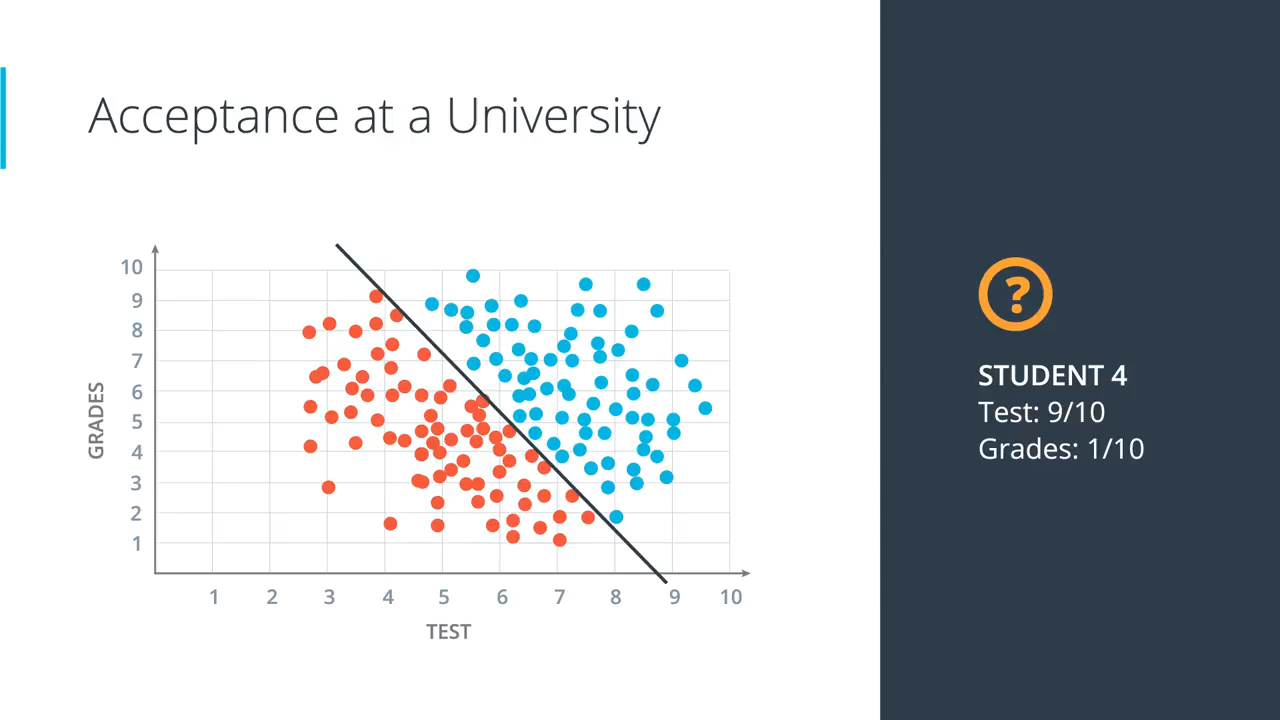 Acceptance at a University
10
9
8
7
6
5
4
3
2
1
GRADES
1 2 3 4 5 6 7 8 9 10
TEST
?
STUDENT 4
Test: 9/10
Grades: 1/10